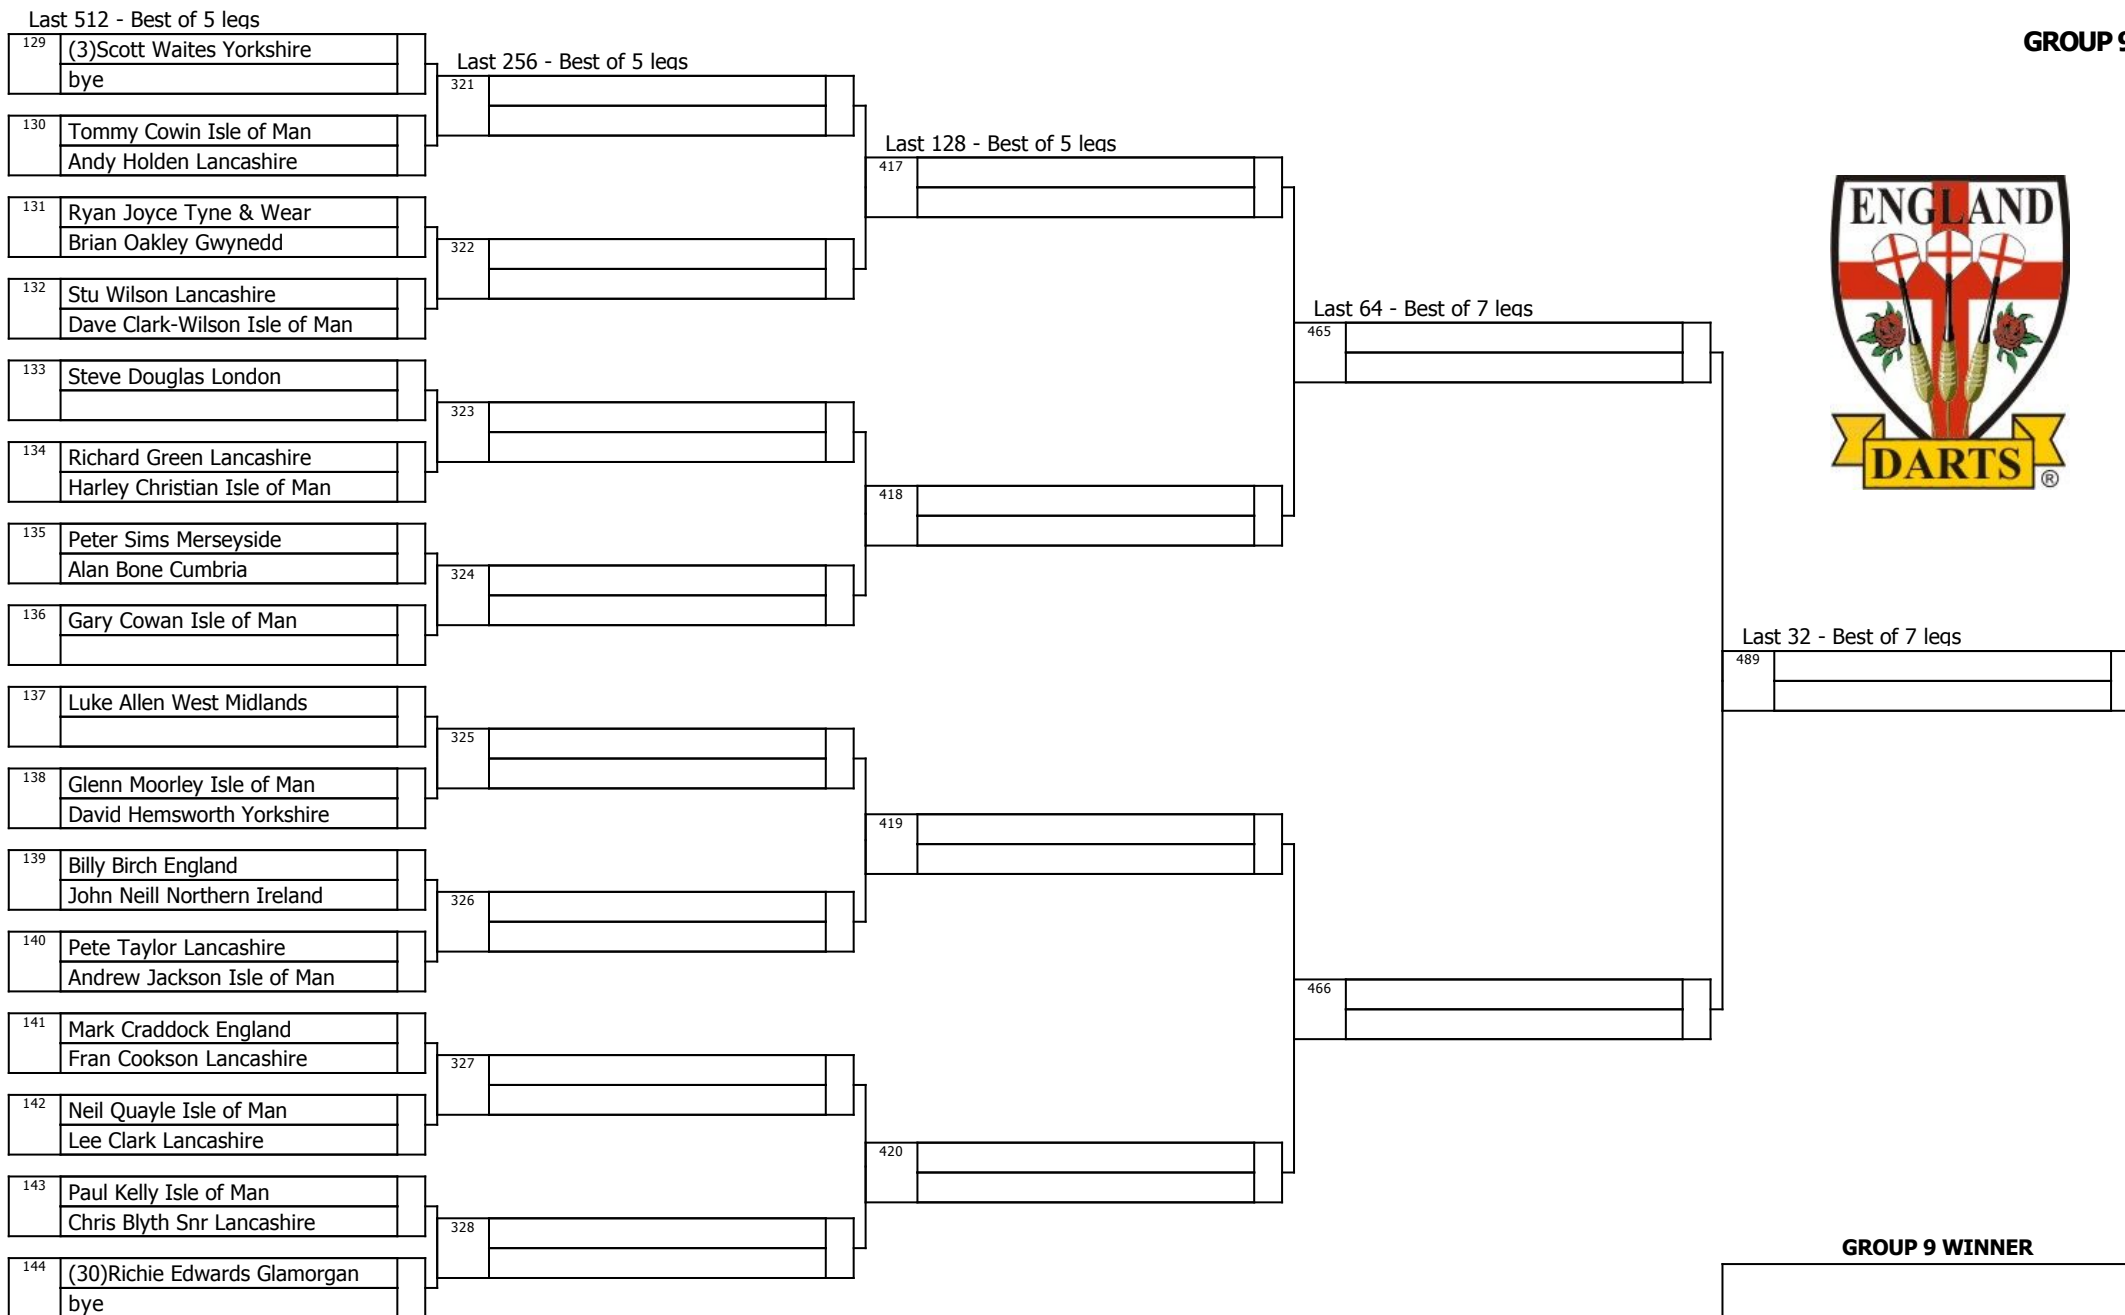 Last 512 - Best of 5 legs
GROUP 9
129
(3)Scott Waites Yorkshire
bye
130
Tommy Cowin Isle of Man
Andy Holden Lancashire
131
Ryan Joyce Tyne & Wear
Brian Oakley Gwynedd
132
Stu Wilson Lancashire
Dave Clark-Wilson Isle of Man
133
Steve Douglas London
134
Richard Green Lancashire
Harley Christian Isle of Man
135
Peter Sims Merseyside
Alan Bone Cumbria
136
Gary Cowan Isle of Man
137
Luke Allen West Midlands
138
Glenn Moorley Isle of Man
David Hemsworth Yorkshire
139
Billy Birch England
John Neill Northern Ireland
140
Pete Taylor Lancashire
Andrew Jackson Isle of Man
141
Mark Craddock England
Fran Cookson Lancashire
142
Neil Quayle Isle of Man
Lee Clark Lancashire
143
Paul Kelly Isle of Man
Chris Blyth Snr Lancashire
144
(30)Richie Edwards Glamorgan
bye
Last 256 - Best of 5 legs
321
322
323
324
325
326
327
328
Last 128 - Best of 5 legs
417
418
419
420
Last 64 - Best of 7 legs
465
466
ENGLAND
DARTS ®
Last 32 - Best of 7 legs
489
GROUP 9 WINNER